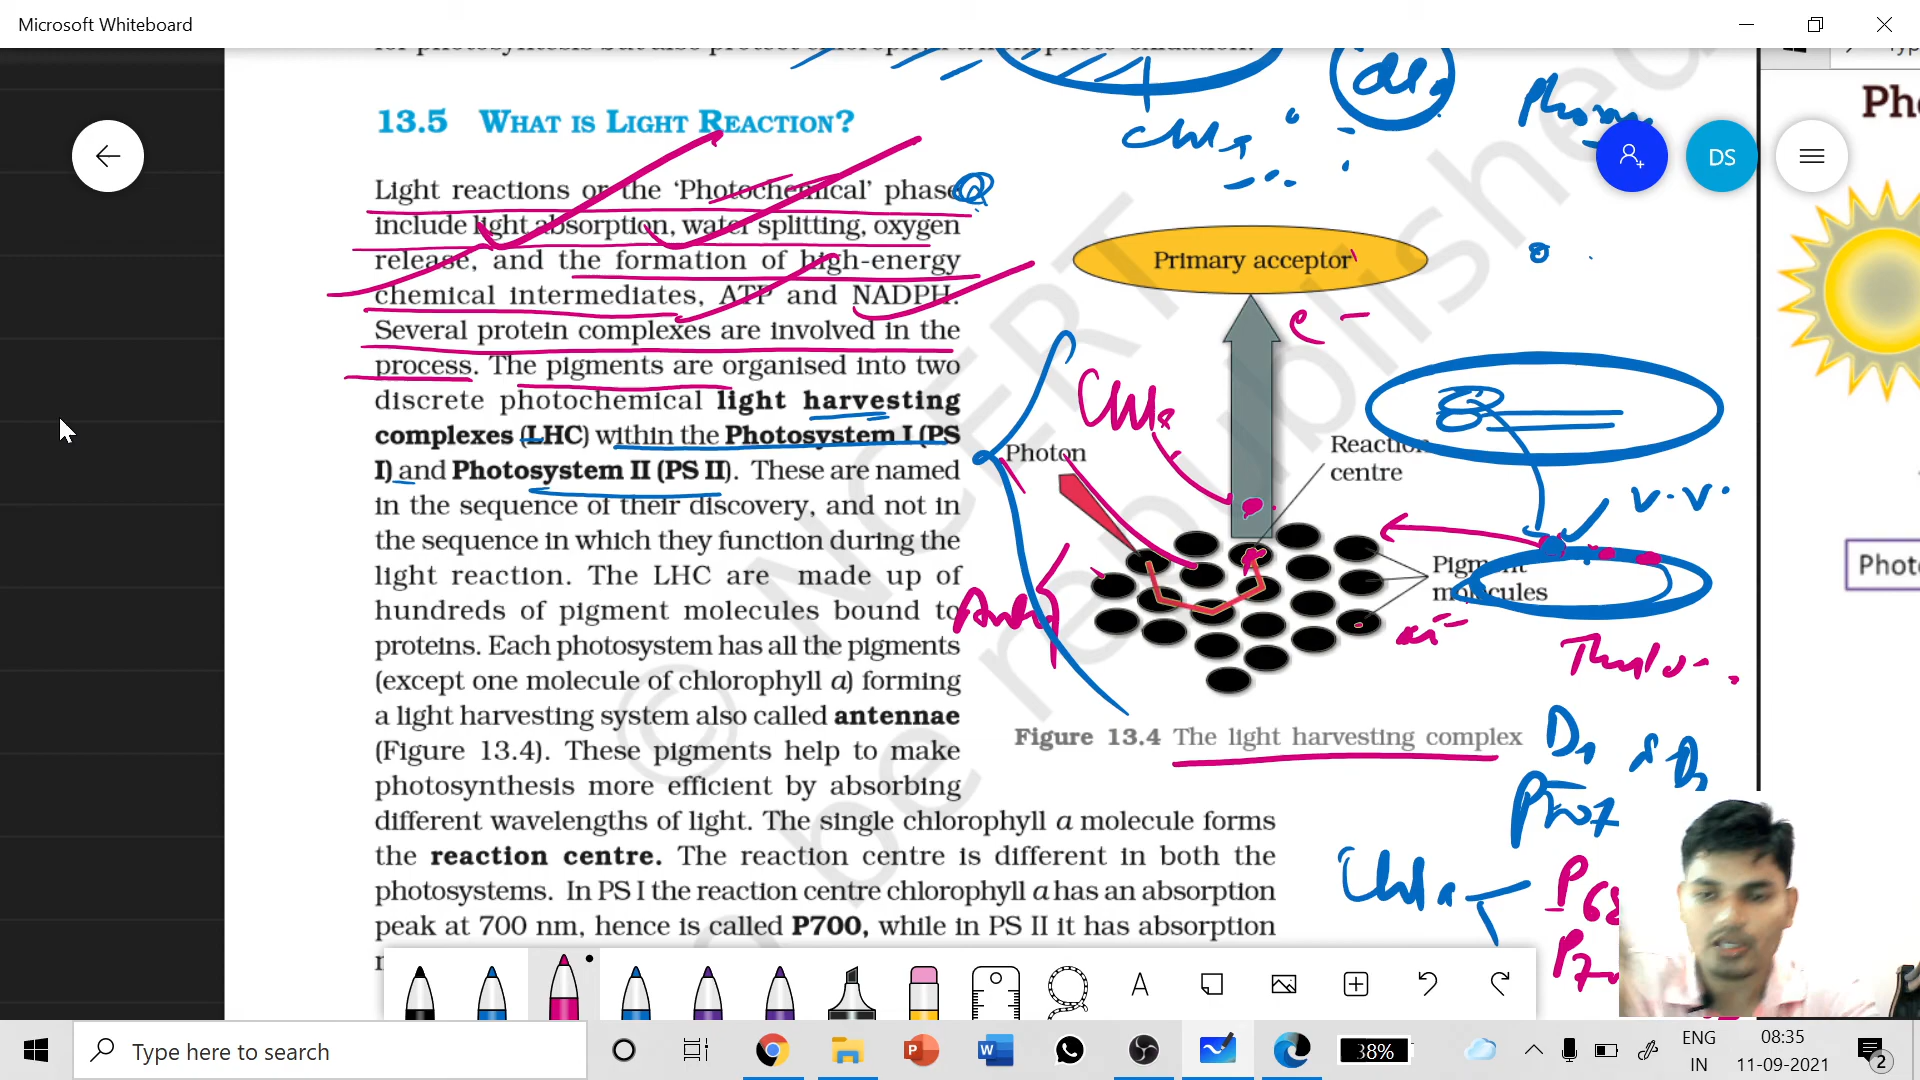 Microsoft Whiteboard
13.5 WHAT IS LIGHT REACTION?
Light reactions or the ‘Photochemical’ phase
include light absorption, water splitting, oxygen
release, and the formation of high-energy
chemical intermediates, ATP and NADPH.
Several protein complexes are involved in the
process. The pigments are organised into two
discrete photochemical light harvesting
complexes (LHC) within the Photosystem I (PS
I) and Photosystem II (PS II). These are named
in the sequence of their discovery, and not in
the sequence in which they function during the
light reaction. The LHC are made up of
hundreds of pigment molecules bound to
proteins. Each photosystem has all the pigments
(except one molecule of chlorophyll a) forming
a light harvesting system also called antennae
(Figure 13.4). These pigments help to make
photosynthesis more efficient by absorbing
different wavelengths of light. The single chlorophyll a molecule forms
the reaction centre. The reaction centre is different in both the
photosystems. In PS I the reaction centre chlorophyll a has an absorption
peak at 700 nm, hence is called P700, while in PS II it has absorption
Primary acceptor
e -
Photon
Reaction
centre
Pigment
molecules
V.V.
Figure 13.4 The light harvesting complex
© NCERT
be republished
DS
Type here to search
38%
ENG
IN
08:35
11-09-2021
2